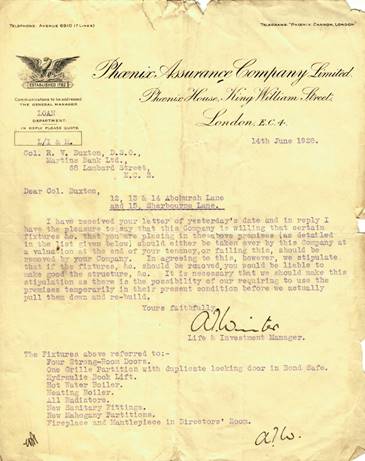 TELEPHONE: AVENUE 6910 (7 LINES)
TELEGRAMS: "PHŒNIX, CANNON, LONDON"
Phœnix Assurance Company Limited.
ESTABLISHED 1782
Phœnix House, King William Street,
London, E.C.4.
Communications to be addressed
THE GENERAL MANAGER
LOAN
DEPARTMENT.
IN REPLY PLEASE QUOTE
14th June 1928.
Col. R. V. Buxton, D.S.O.,
Martins Bank Ltd.,
68 Lombard Street,
E.C. 3.
Dear Col. Buxton,
12, 13 & 14 Abchurch Lane
and 15, Sherbourne Lane.
I have received your letter of yesterday's date and in reply I
have the pleasure to say that this Company is willing that certain
fixtures &c. that you are placing in the above premises (as detailed
in the list given below) should either be taken over by this Company at
a valuation at the end of your tenancy, or failing this, should be
removed by your Company. In agreeing to this, however, we stipulate
that if the fixtures, &c. should be removed you would be liable to
make good the structure, &c. It is necessary that we should make this
stipulation as there is the possibility of our requiring to use the
premises temporarily in their present condition before we actually
pull them down and re-build.
Yours faithfully,
A.J. Winter
Life & Investment Manager.
The Fixtures above referred to:-
Four Strong-Room Doors.
One Grille Partition with duplicate locking door in Bond Safe.
Hydraulic Book Lift.
Hot Water Boiler.
Heating Boiler.
All Radiators.
New Sanitary Fittings.
New Mahogany Partitions.
Fireplace and Mantlepiece in Directors' Room.
A.J.W.